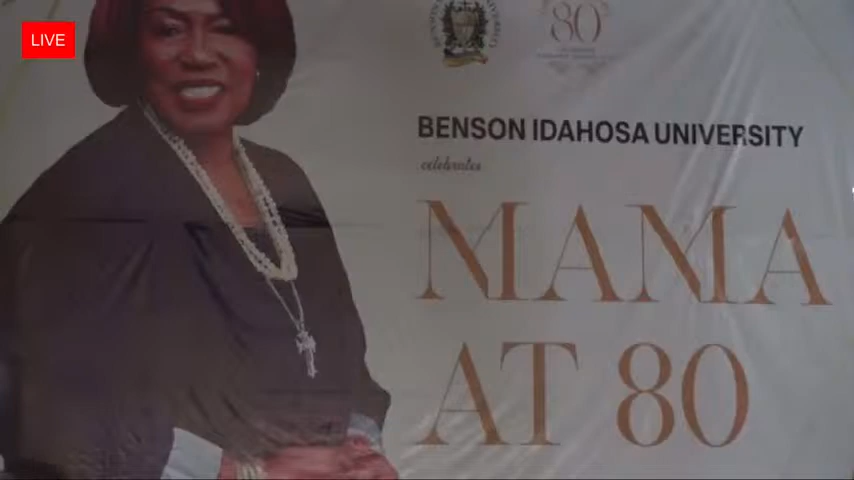 LIVE
80
BENSON IDAHOSA UNIVERSITY
celebrates
MAMA
AT 80